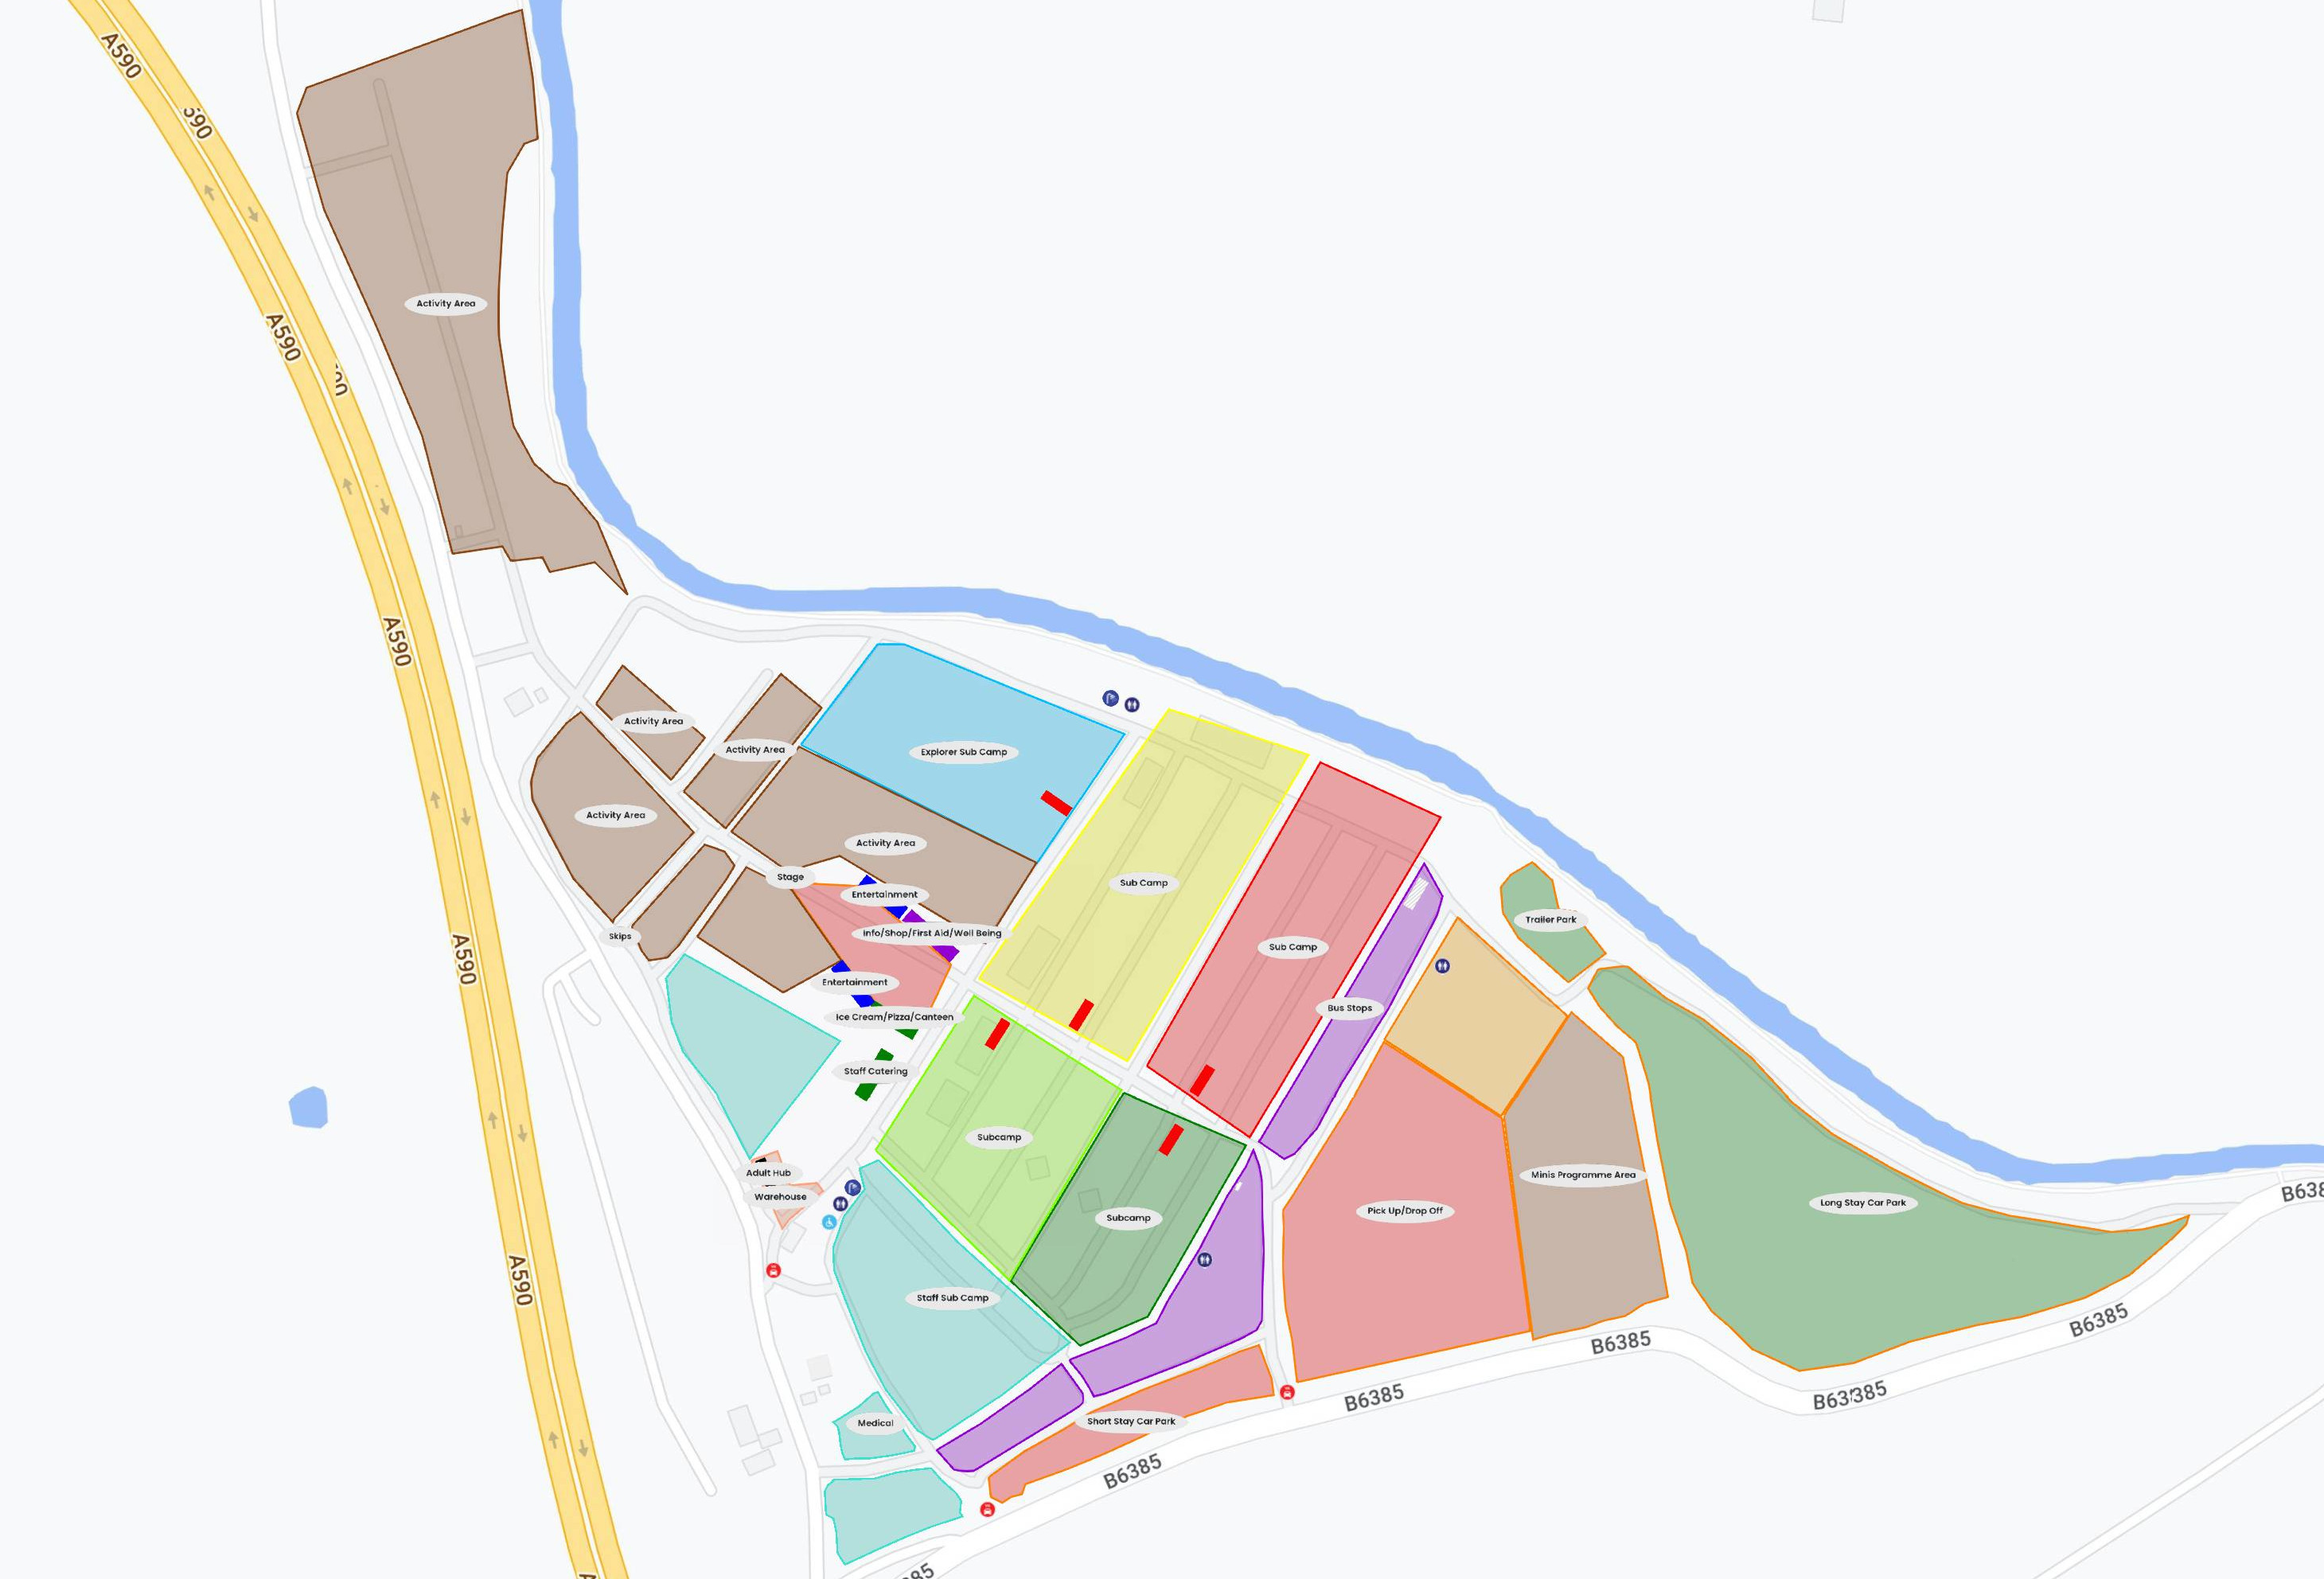 A590
590
Activity Area
A590
A590
Explorer Sub Camp
Activity Area
Activity Area
Activity Area
Activity Area
Stage
Sub Camp
Entertainment
Trailer Park
Info/Shop/First Aid/Well Being
Skips
Sub Camp
A590
Entertainment
Bus Stops
Ice Cream/Pizza/Canteen
Staff Catering
Subcamp
Adult Hub
Minis Programme Area
Warehouse
Long Stay Car Park
Pick Up/Drop Off
Subcamp
A590
Staff Sub Camp
B6385
B6385
B6385
Medical
Short Stay Car Park
B6385